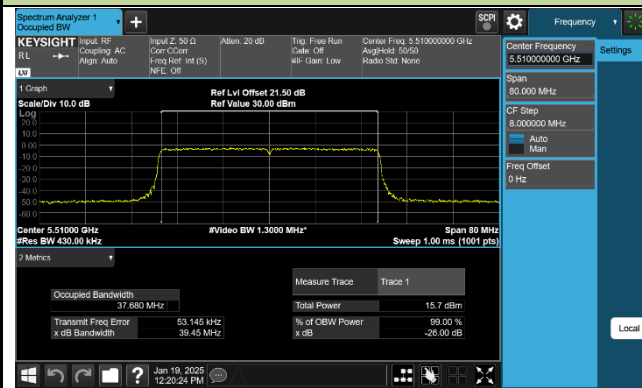 Spectrum Analyzer 1
Occupied BW
SCPI
Frequency
KEYSIGHT
RL
LXI
Input: RF
Coupling: AC
Align: Auto
Input Z: 50 Ω
Corr CCorr
Freq Ref: Int (S)
NFE: Off
Atten: 20 dB
Trig: Free Run
Gate: Off
#IF Gain: Low
Center Freq: 5.510000000 GHz
Avg|Hold: 50/50
Radio Std: None
Center Frequency
5.510000000 GHz
Settings
Span
80.000 MHz
CF Step
8.000000 MHz
Auto
Man
Freq Offset
0 Hz
1 Graph
Scale/Div 10.0 dB
Ref Lvl Offset 21.50 dB
Ref Value 30.00 dBm
Log
20.0
10.0
0.00
-10.0
-20.0
-30.0
-40.0
-50.0
-60.0
Center 5.51000 GHz
#Res BW 430.00 kHz
#Video BW 1.3000 MHz*
Span 80 MHz
Sweep 1.00 ms (1001 pts)
2 Metrics
Measure Trace
Trace 1
Occupied Bandwidth
37.680 MHz
Total Power
15.7 dBm
Transmit Freq Error
53.145 kHz
% of OBW Power
99.00 %
x dB Bandwidth
39.45 MHz
x dB
-26.00 dB
Local
?
Jan 19, 2025
12:20:24 PM